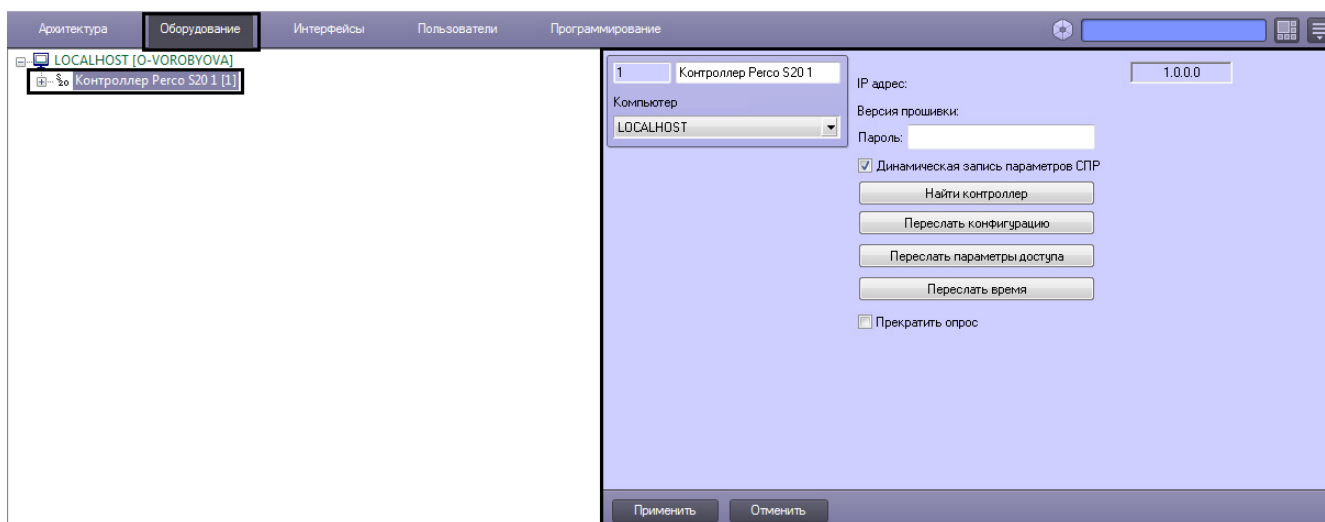 Архитектура Оборудование Интерфейсы Пользователи Программирование
LOCALHOST [O-VOROBYOVA]
Контроллер Perco S20 1 [1]
1 Контроллер Perco S20 1
Компьютер
LOCALHOST
IP адрес: 1.0.0.0
Версия прошивки:
Пароль:
Динамическая запись параметров СПР
Найти контроллер
Переслать конфигурацию
Переслать параметры доступа
Переслать время
Прекратить опрос
Применить Отменить